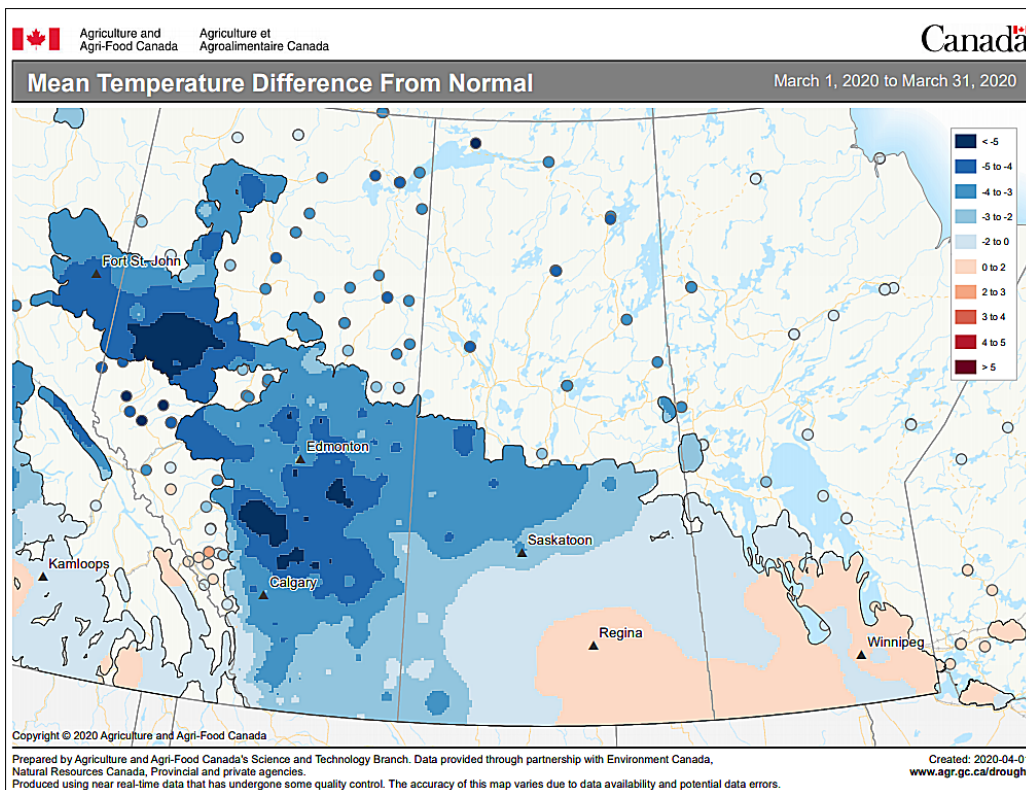 Agriculture and
Agri-Food Canada
Agriculture et
Agroalimentaire Canada
Canada
Mean Temperature Difference From Normal
March 1, 2020 to March 31, 2020
< -5
-5 to -4
-4 to -3
-3 to -2
-2 to 0
0 to 2
2 to 3
3 to 4
4 to 5
> 5
Fort St. John
Edmonton
Saskatoon
Kamloops
Calgary
Regina
Winnipeg
Copyright © 2020 Agriculture and Agri-Food Canada
Prepared by Agriculture and Agri-Food Canada's Science and Technology Branch. Data provided through partnership with Environment Canada,
Natural Resources Canada, Provincial and private agencies.
Produced using near real-time data that has undergone some quality control. The accuracy of this map varies due to data availability and potential data errors.
Created: 2020-04-01
www.agr.gc.ca/drough